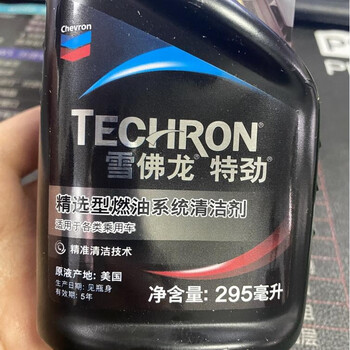 Chevron
TECHRON®
雪佛龙® 特劲®
精选型燃油系统清洁剂
适用于各类乘用车
精准清洁技术
原液产地: 美国
生产日期: 见瓶身
有效期: 5年
净含量: 295毫升